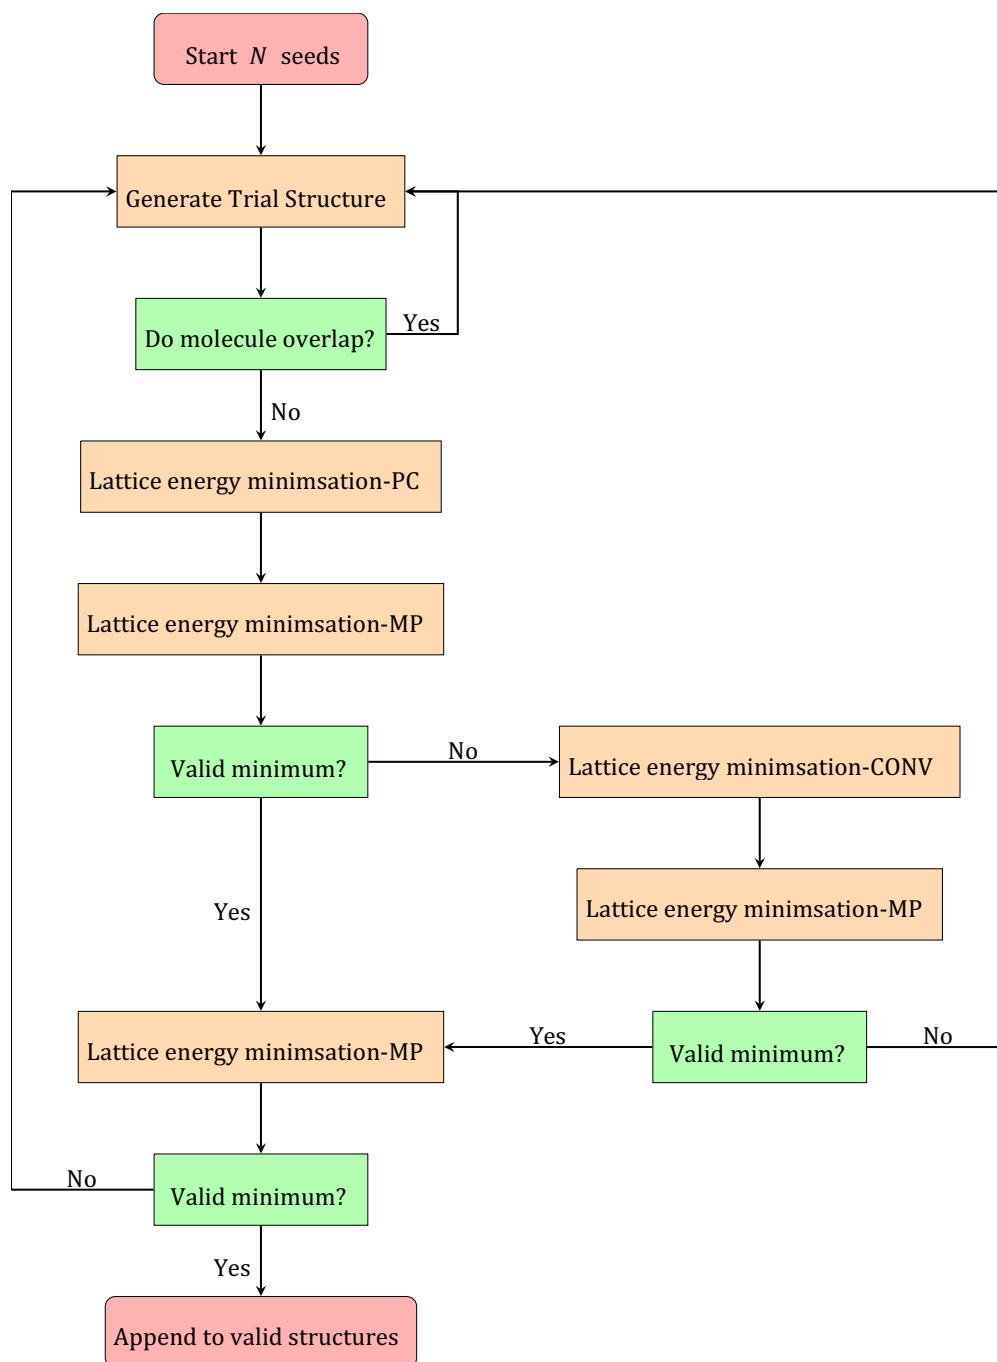 Start N seeds
Generate Trial Structure
Do molecule overlap?
Yes
No
Lattice energy minimsation-PC
Lattice energy minimsation-MP
Valid minimum?
No
Lattice energy minimsation-CONV
Yes
Lattice energy minimsation-MP
Lattice energy minimsation-MP
Yes
Valid minimum?
No
No
Valid minimum?
Yes
Append to valid structures